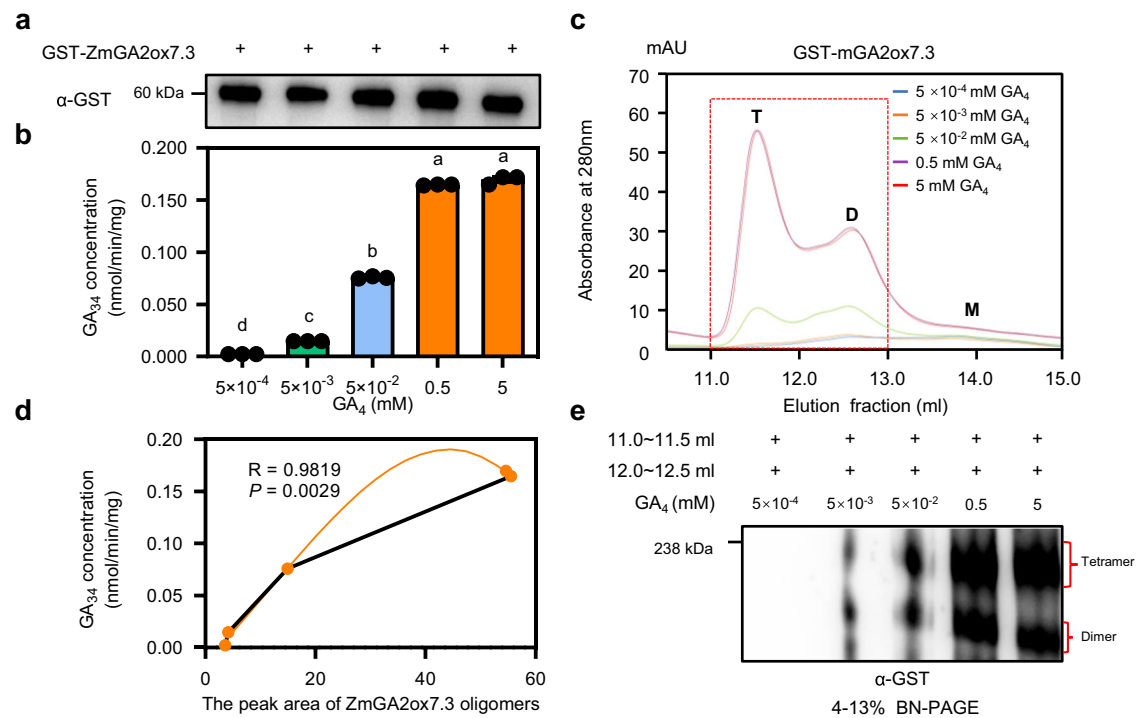 a
GST-ZmGA2ox7.3 + + + + +
α-GST 60 kDa
b
GA34 concentration
(nmol/min/mg)
0.200
0.150
0.100
0.050
0.000
d c b a a
5×10-4 5×10-3 5×10-2 0.5 5
GA4 (mM)
c
mAU GST-mGA2ox7.3
Absorbance at 280nm
70
60
50
40
30
20
10
0
T
D
M
5 ×10-4 mM GA4
5 ×10-3 mM GA4
5 ×10-2 mM GA4
0.5 mM GA4
5 mM GA4
11.0 12.0 13.0 14.0 15.0
Elution fraction (ml)
d
GA34 concentration
(nmol/min/mg)
0.20
0.15
0.10
0.05
0.00
R = 0.9819
P = 0.0029
0 20 40 60
The peak area of ZmGA2ox7.3 oligomers
e
11.0~11.5 ml + + + + +
12.0~12.5 ml + + + + +
GA4 (mM) 5×10-4 5×10-3 5×10-2 0.5 5
238 kDa
Tetramer
Dimer
α-GST
4-13% BN-PAGE